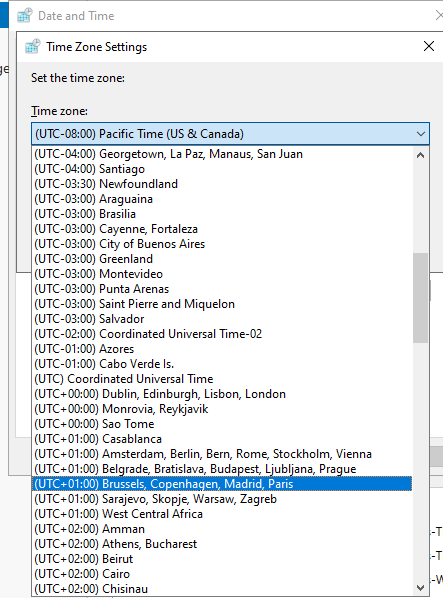 Date and Time
Time Zone Settings
Set the time zone:
Time zone:
(UTC-08:00) Pacific Time (US & Canada)
(UTC-04:00) Georgetown, La Paz, Manaus, San Juan
(UTC-04:00) Santiago
(UTC-03:30) Newfoundland
(UTC-03:00) Araguaina
(UTC-03:00) Brasilia
(UTC-03:00) Cayenne, Fortaleza
(UTC-03:00) City of Buenos Aires
(UTC-03:00) Greenland
(UTC-03:00) Montevideo
(UTC-03:00) Punta Arenas
(UTC-03:00) Saint Pierre and Miquelon
(UTC-03:00) Salvador
(UTC-02:00) Coordinated Universal Time-02
(UTC-01:00) Azores
(UTC-01:00) Cabo Verde Is.
(UTC) Coordinated Universal Time
(UTC+00:00) Dublin, Edinburgh, Lisbon, London
(UTC+00:00) Monrovia, Reykjavik
(UTC+00:00) Sao Tome
(UTC+01:00) Casablanca
(UTC+01:00) Amsterdam, Berlin, Bern, Rome, Stockholm, Vienna
(UTC+01:00) Belgrade, Bratislava, Budapest, Ljubljana, Prague
(UTC+01:00) Brussels, Copenhagen, Madrid, Paris
(UTC+01:00) Sarajevo, Skopje, Warsaw, Zagreb
(UTC+01:00) West Central Africa
(UTC+02:00) Amman
(UTC+02:00) Athens, Bucharest
(UTC+02:00) Beirut
(UTC+02:00) Cairo
(UTC+02:00) Chisinau